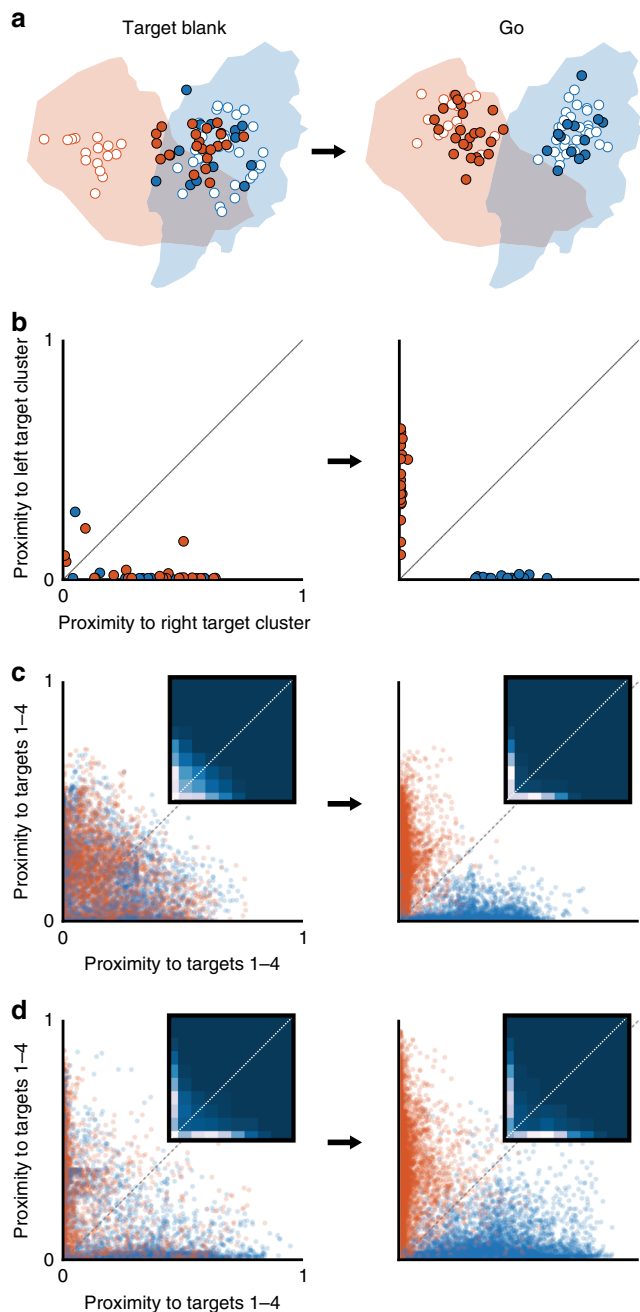 a
Target blank
Go
b
1
Proximity to left target cluster
0
0
1
Proximity to right target cluster
c
1
Proximity to targets 1–4
0
0
1
Proximity to targets 1–4
d
1
Proximity to targets 1–4
0
0
1
Proximity to targets 1–4